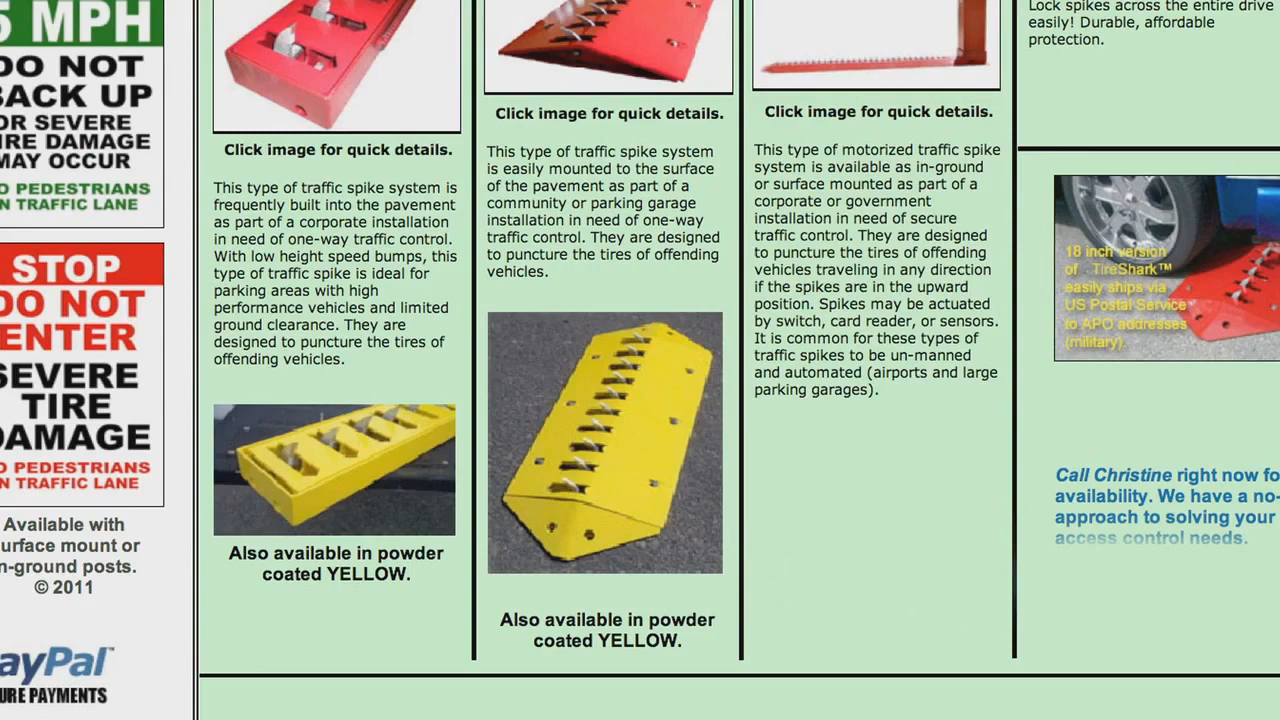 5 MPH
DO NOT
BACK UP
OR SEVERE
TIRE DAMAGE
MAY OCCUR
O PEDESTRIANS
N TRAFFIC LANE
STOP
DO NOT
ENTER
SEVERE
TIRE
DAMAGE
O PEDESTRIANS
N TRAFFIC LANE
Available with
urface mount or
n-ground posts.
© 2011
ayPal™
URE PAYMENTS
Click image for quick details.
This type of traffic spike system is
frequently built into the pavement
as part of a corporate installation
in need of one-way traffic control.
With low height speed bumps, this
type of traffic spike is ideal for
parking areas with high
performance vehicles and limited
ground clearance. They are
designed to puncture the tires of
offending vehicles.
Also available in powder
coated YELLOW.
Click image for quick details.
This type of traffic spike system
is easily mounted to the surface
of the pavement as part of a
community or parking garage
installation in need of one-way
traffic control. They are designed
to puncture the tires of offending
vehicles.
Also available in powder
coated YELLOW.
Click image for quick details.
This type of motorized traffic spike
system is available as in-ground
or surface mounted as part of a
corporate or government
installation in need of secure
traffic control. They are designed
to puncture the tires of offending
vehicles traveling in any direction
if the spikes are in the upward
position. Spikes may be actuated
by switch, card reader, or sensors.
It is common for these types of
traffic spikes to be un-manned
and automated (airports and large
parking garages).
Lock spikes across the entire drive
easily! Durable, affordable
protection.
18 inch version
of TireShark™
easily ships via
US Postal Service
to APO addresses
(military).
Call Christine right now fo
availability. We have a no-
approach to solving your
access control needs.